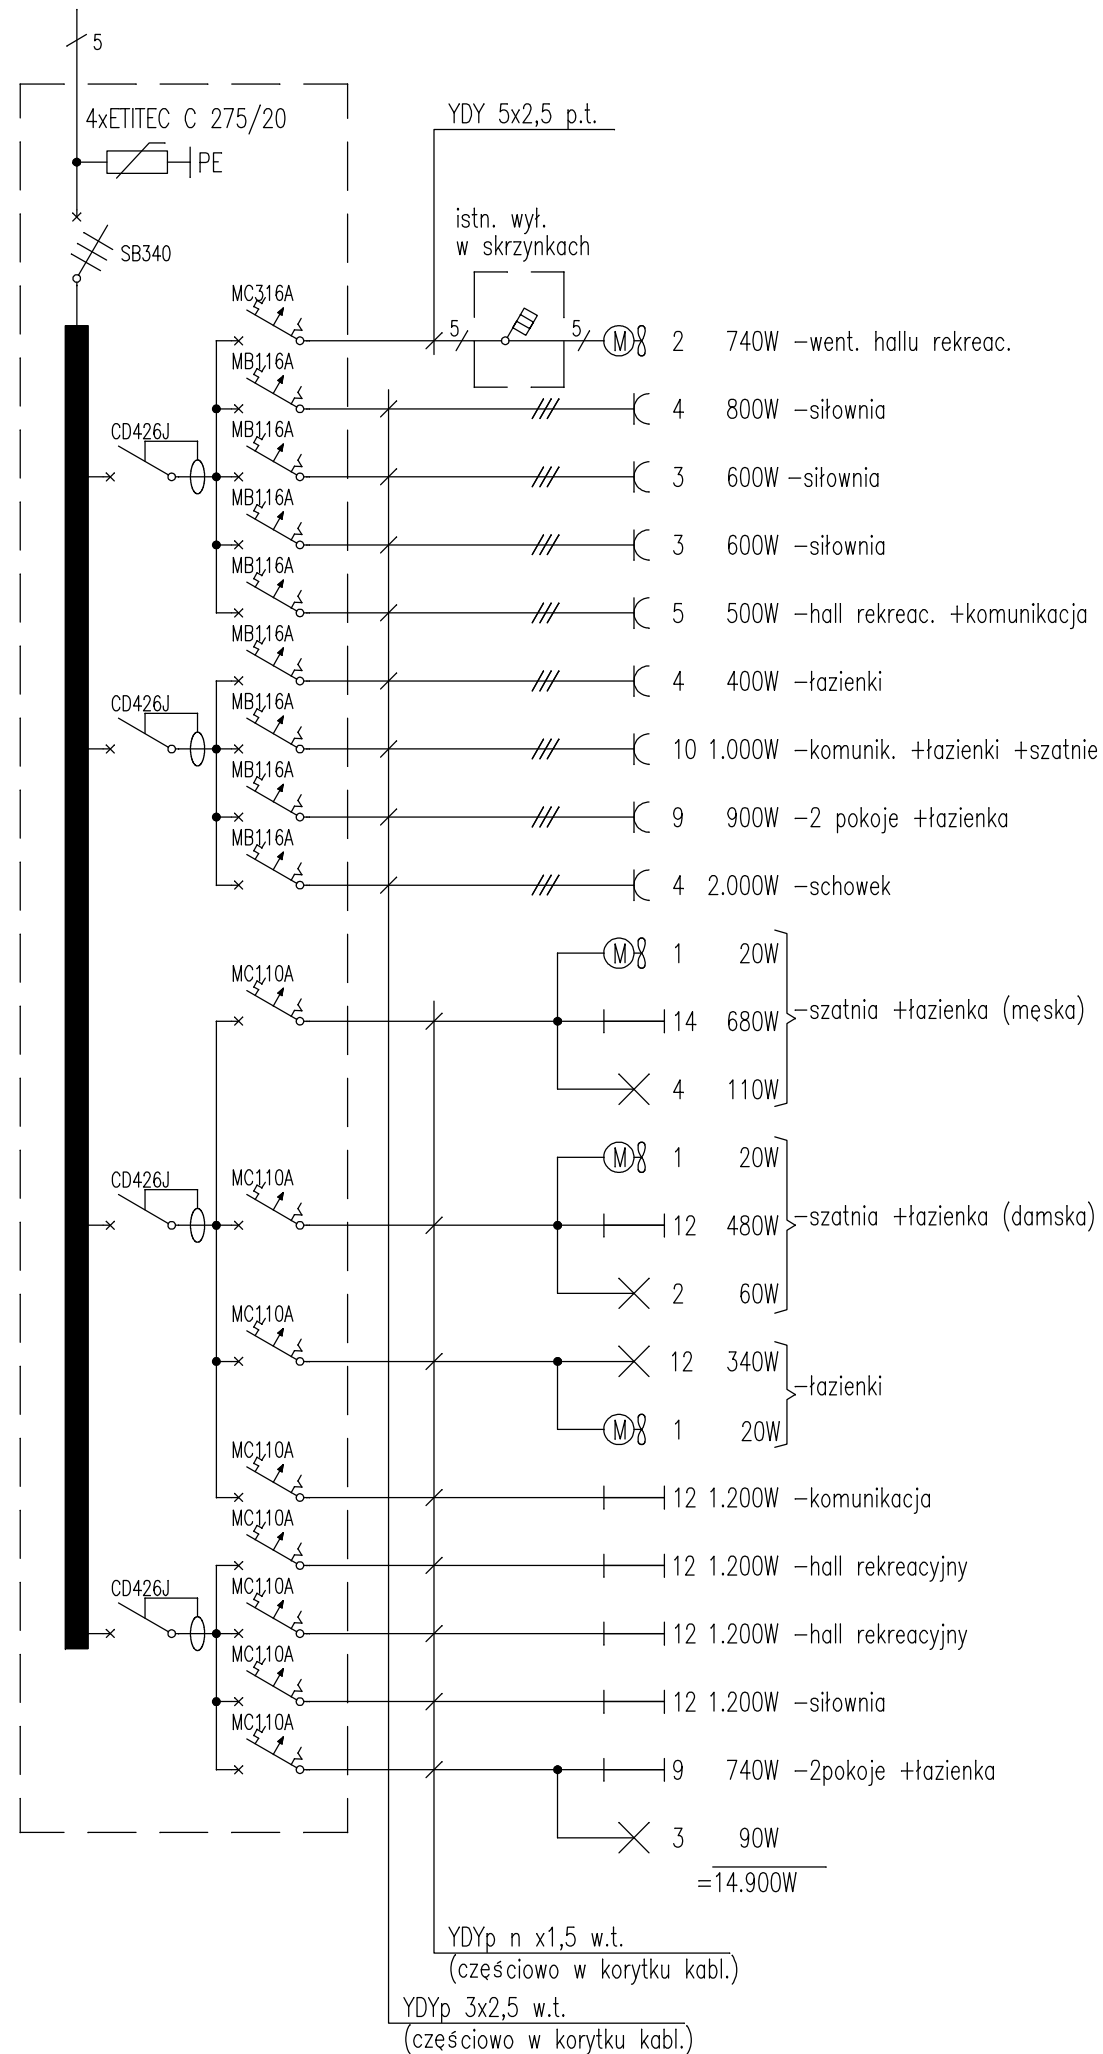 5
4xETITEC C 275/20
PE
SB340
YDY 5x2,5 p.t.
istn. wył.
w skrzynkach
MC316A
5
5
M
2 740W –went. hallu rekreac.
MB116A
4 800W –siłownia
CD426J
MB116A
3 600W –siłownia
MB116A
3 600W –siłownia
MB116A
5 500W –hall rekreac. +komunikacja
MB116A
4 400W –łazienki
CD426J
MB116A
10 1.000W –komunik. +łazienki +szatnie
MB116A
9 900W –2 pokoje +łazienka
MB116A
4 2.000W –schowek
M 1 20W
MC110A
14 680W –szatnia +łazienka (męska)
4 110W
M 1 20W
CD426J
MC110A
12 480W –szatnia +łazienka (damska)
2 60W
MC110A
12 340W
–łazienki
M 1 20W
MC110A
12 1.200W –komunikacja
MC110A
12 1.200W –hall rekreacyjny
CD426J
MC110A
12 1.200W –hall rekreacyjny
MC110A
12 1.200W –siłownia
MC110A
9 740W –2pokoje +łazienka
3 90W
=14.900W
YDYp n x1,5 w.t.
(częściowo w korytku kabl.)
YDYp 3x2,5 w.t.
(częściowo w korytku kabl.)